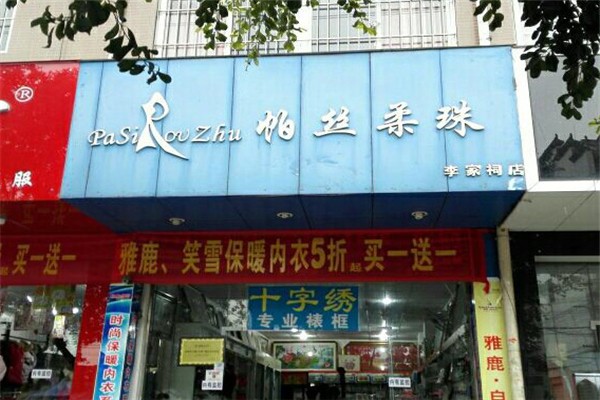 PaSiRouZhu 帕丝柔珠
李家祠店
®
服
雅鹿、笑雪保暖内衣5折起买一送一
买一送一
十字绣
专业裱框
时尚保暖内衣
雅鹿·自